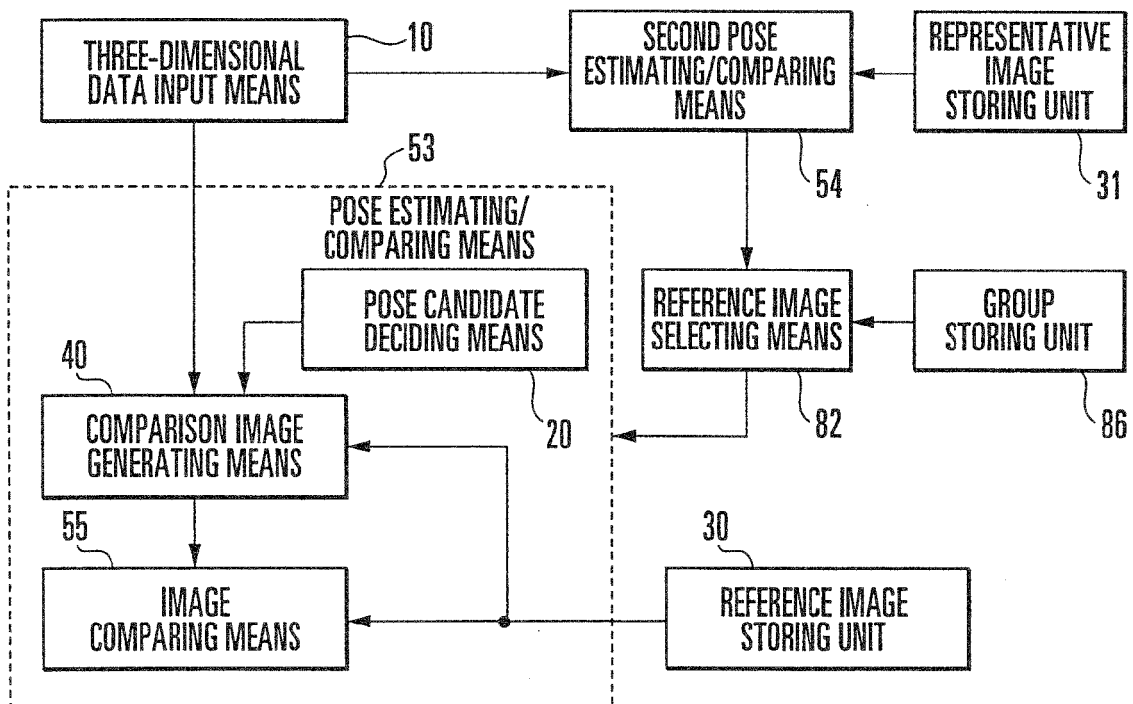 THREE-DIMENSIONAL
DATA INPUT MEANS
10
SECOND POSE
ESTIMATING/COMPARING
MEANS
54
REPRESENTATIVE
IMAGE
STORING UNIT
31
53
POSE ESTIMATING/
COMPARING MEANS
POSE CANDIDATE
DECIDING MEANS
20
REFERENCE IMAGE
SELECTING MEANS
82
GROUP
STORING UNIT
86
40
COMPARISON IMAGE
GENERATING MEANS
55
IMAGE
COMPARING MEANS
30
REFERENCE IMAGE
STORING UNIT